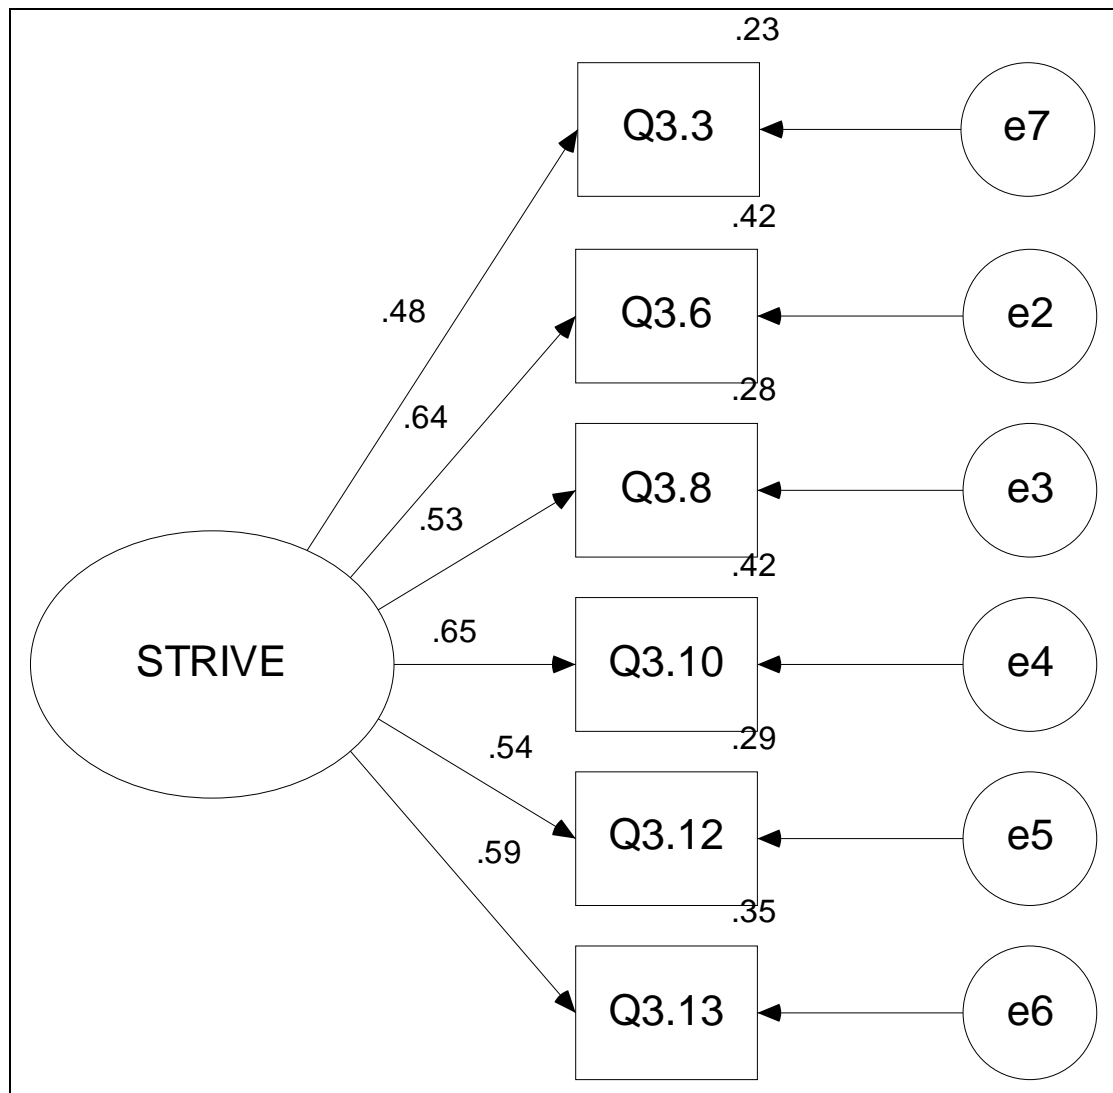 .23
Q3.3
e7
.42
.48
Q3.6
e2
.28
.64
Q3.8
e3
.53
.42
.65
STRIVE
Q3.10
e4
.29
.54
Q3.12
e5
.59
.35
Q3.13
e6